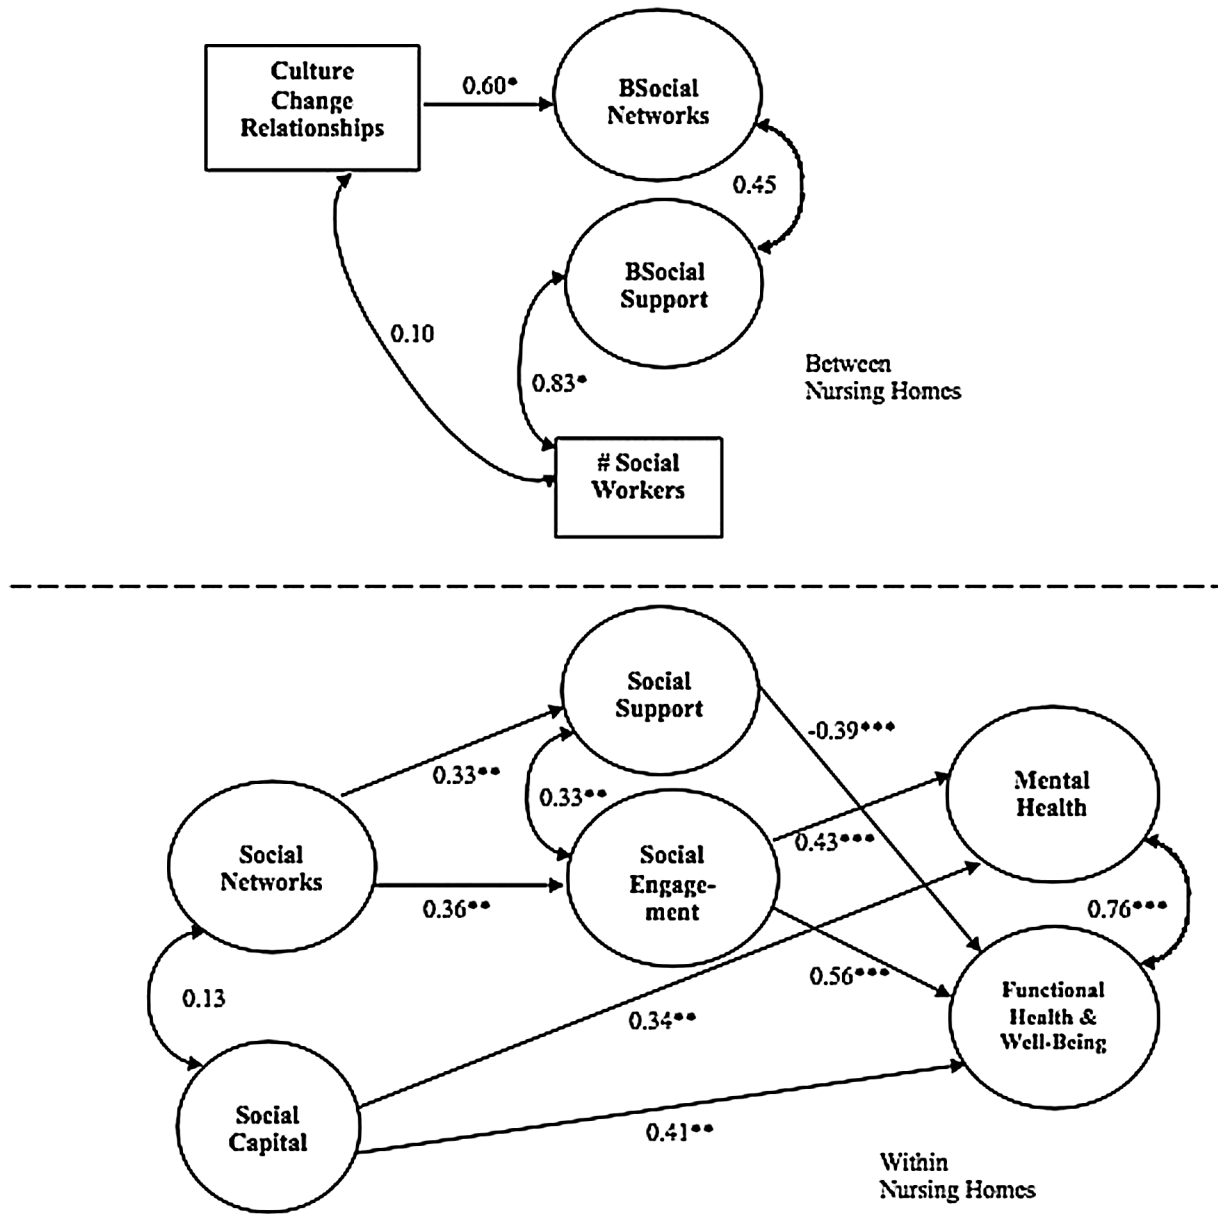 Culture
Change
Relationships
0.60*
BSocial
Networks
0.45
BSocial
Support
0.10
0.83*
Between
Nursing Homes
# Social
Workers
Social
Support
-0.39***
0.33**
0.33**
Mental
Health
0.43***
Social
Networks
Social
Engage-
ment
0.36**
0.76***
0.56***
0.13
0.34**
Functional
Health &
Well-Being
Social
Capital
0.41**
Within
Nursing Homes